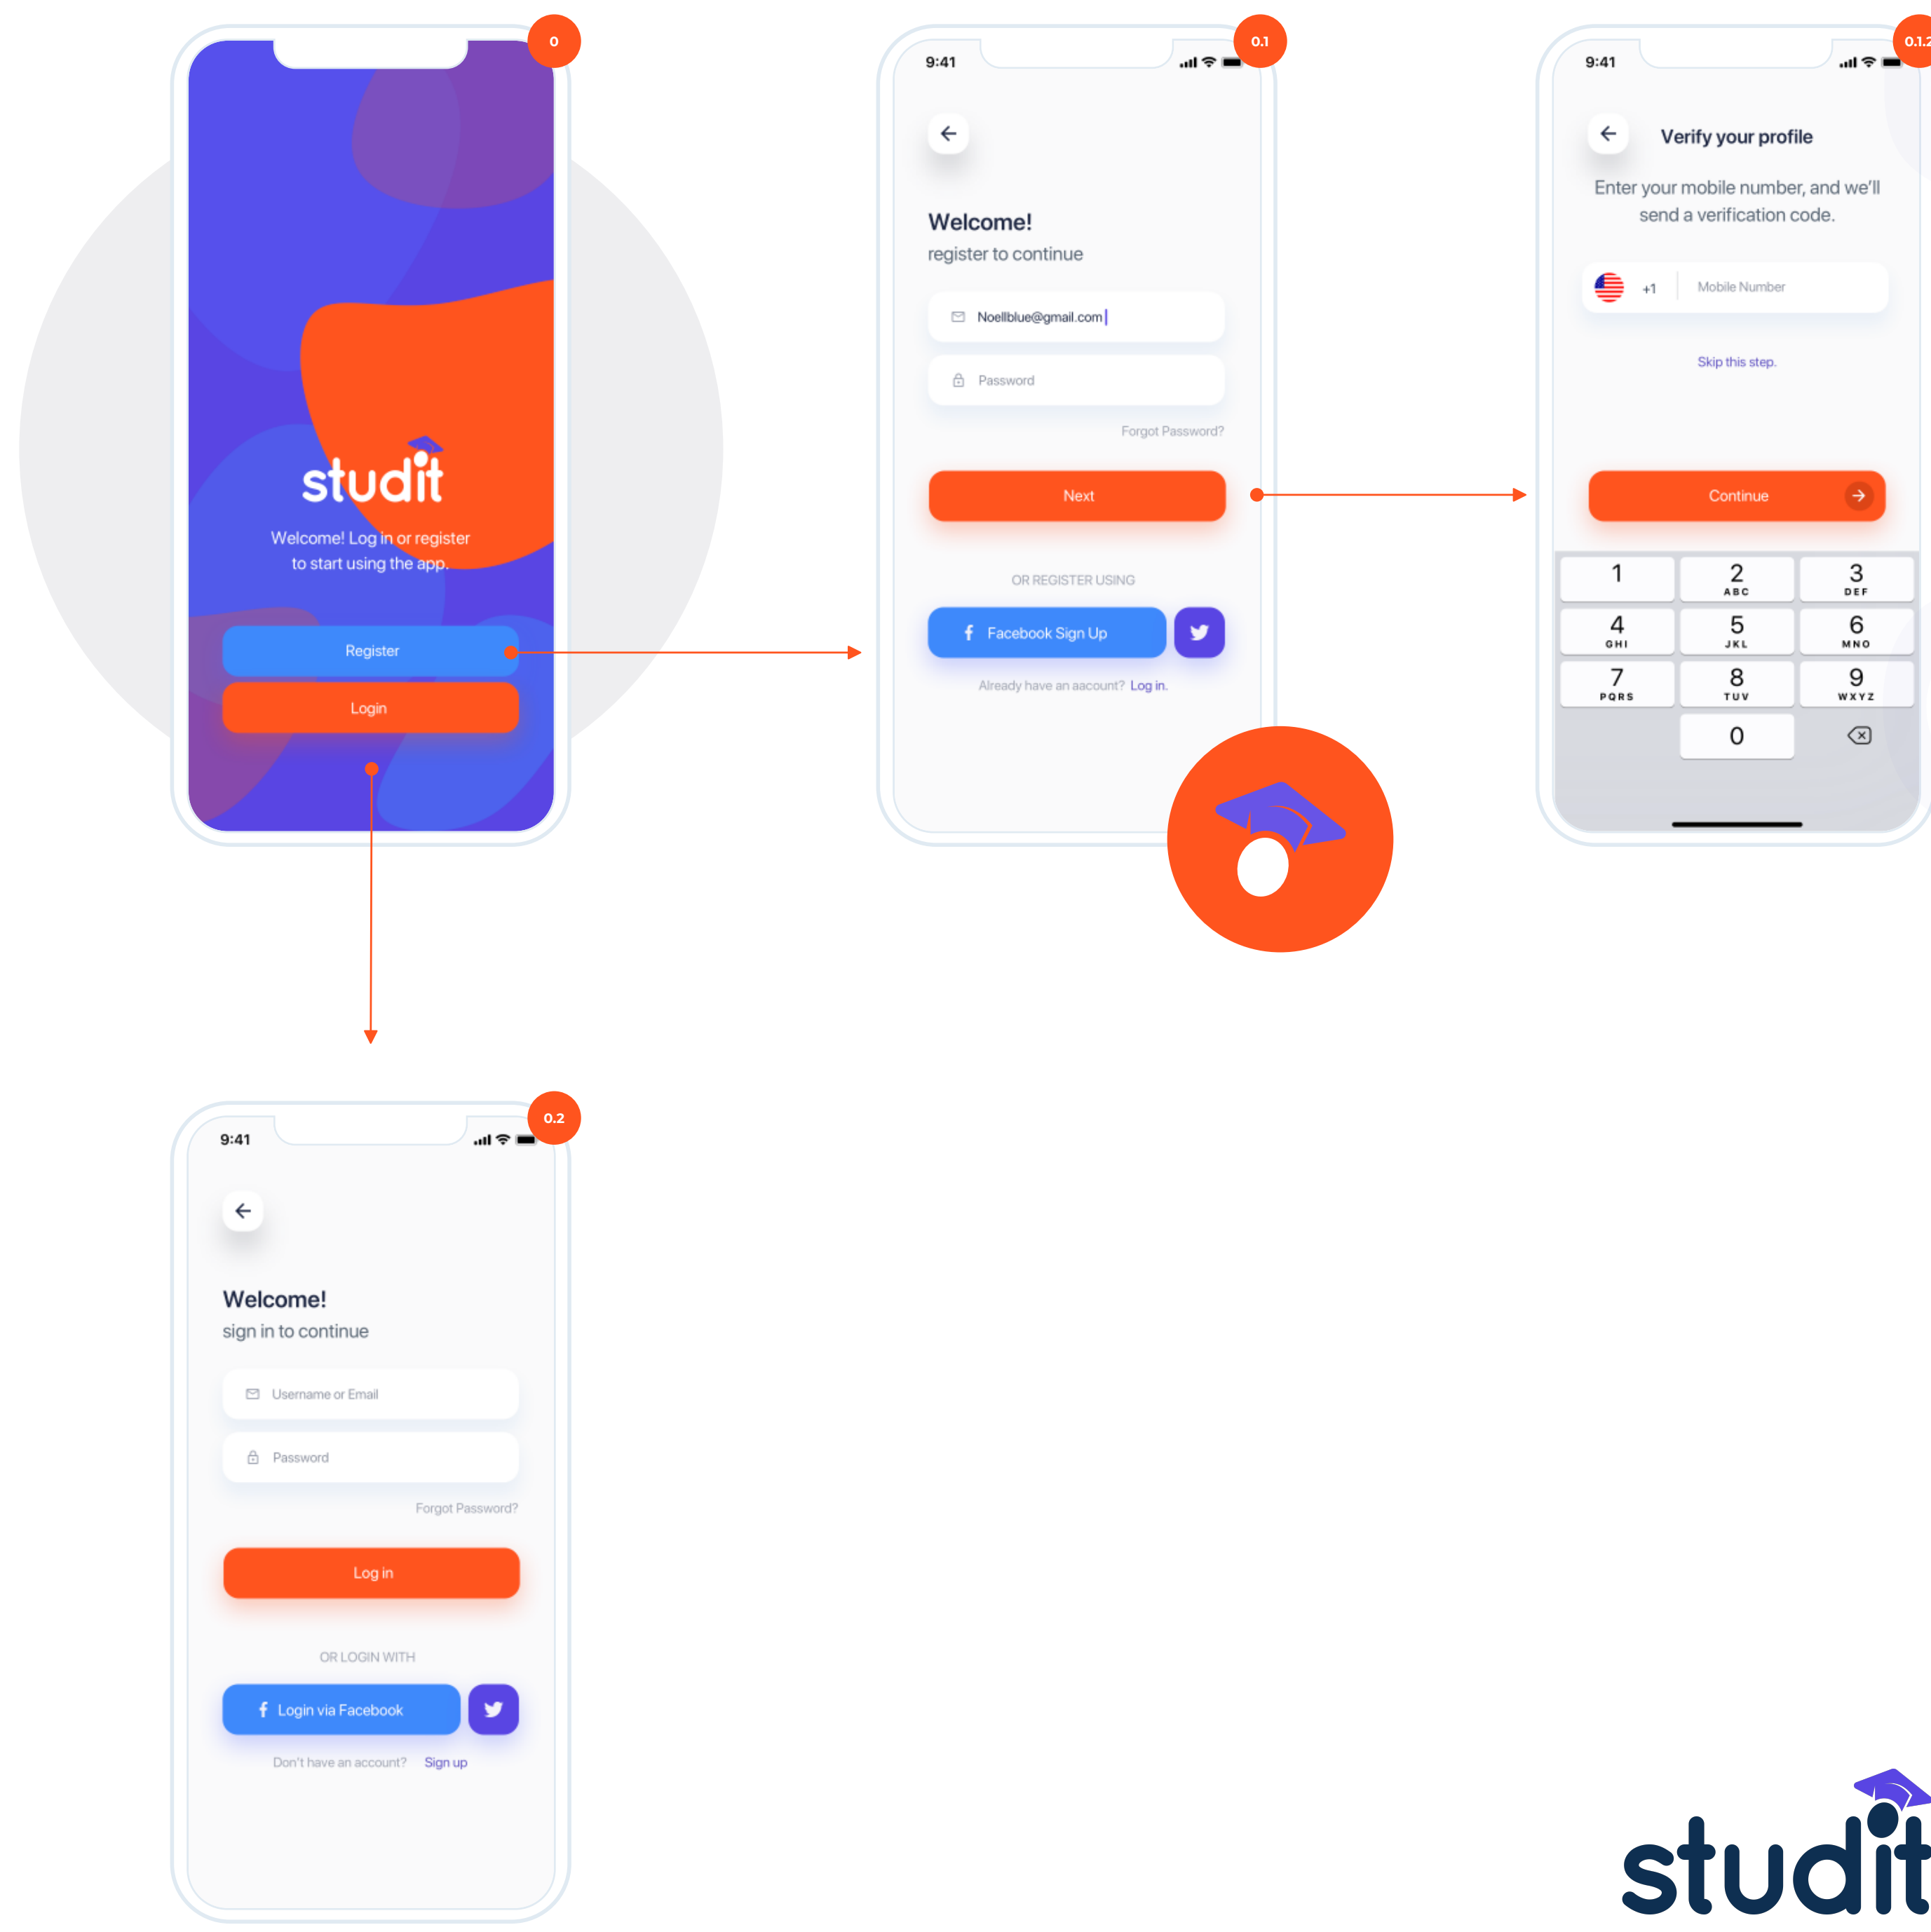 0
studit
Welcome! Log in or register
to start using the app.
Register
Login
0.1
9:41
Welcome!
register to continue
Noellblue@gmail.com
Password
Forgot Password?
Next
OR REGISTER USING
f Facebook Sign Up
Already have an aacount? Log in.
0.1.2
9:41
Verify your profile
Enter your mobile number, and we'll
send a verification code.
+1 Mobile Number
Skip this step.
Continue
1 2 3
ABC DEF
4 5 6
GHI JKL MNO
7 8 9
PQRS TUV WXYZ
0
0.2
9:41
Welcome!
sign in to continue
Username or Email
Password
Forgot Password?
Log in
OR LOGIN WITH
f Login via Facebook
Don't have an account? Sign up
studit